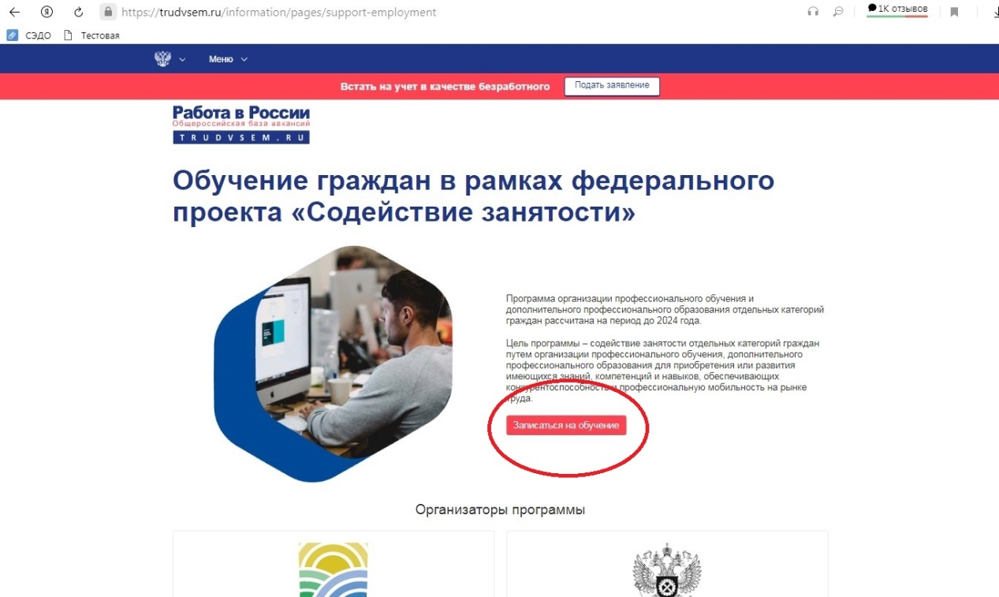 https://trudvsem.ru/information/pages/support-employment
1К отзывов
СЭДО
Тестовая
Меню
Встать на учет в качестве безработного
Подать заявление
Работа в России
Общероссийская база вакансий
TRUDVSEM.RU
Обучение граждан в рамках федерального
проекта «Содействие занятости»
Программа организации профессионального обучения и
дополнительного профессионального образования отдельных категорий
граждан рассчитана на период до 2024 года.
Цель программы – содействие занятости отдельных категорий граждан
путем организации профессионального обучения, дополнительного
профессионального образования для приобретения или развития
имеющихся знаний, компетенций и навыков, обеспечивающих
конкурентоспособность и профессиональную мобильность на рынке
труда.
Записаться на обучение
Организаторы программы